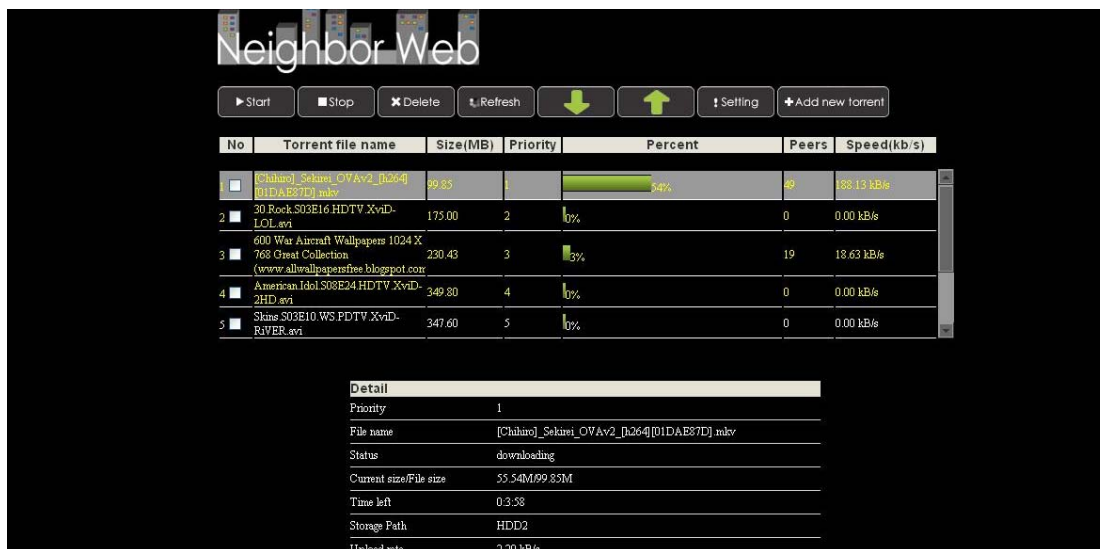 Neighbor Web
Start Stop Delete Refresh Setting Add new torrent
No Torrent file name Size(MB) Priority Percent Peers Speed(kb/s)
[Chihiro]_Sekirei_OVAv2_[h264]
1 [01DAE87D].mkv 99.85 1 54% 49 188.13 kB/s
30.Rock.S03E16.HDTV.XviD-
2 LOL.avi 175.00 2 0% 0 0.00 kB/s
600 War Aircraft Wallpapers 1024 X
3 768 Great Collection 230.43 3 3% 19 18.63 kB/s
(www.allwallpapersfree.blogspot.com
American.Idol.S08E24.HDTV.XviD-
4 2HD.avi 349.80 4 0% 0 0.00 kB/s
Skins.S03E10.WS.PDTV.XviD-
5 RiVER.avi 347.60 5 0% 0 0.00 kB/s
Detail
Priority 1
File name [Chihiro]_Sekirei_OVAv2_[h264][01DAE87D].mkv
Status downloading
Current size/File size 55.54M/99.85M
Time left 0:3:58
Storage Path HDD2
Upload rate 2.29 kB/s